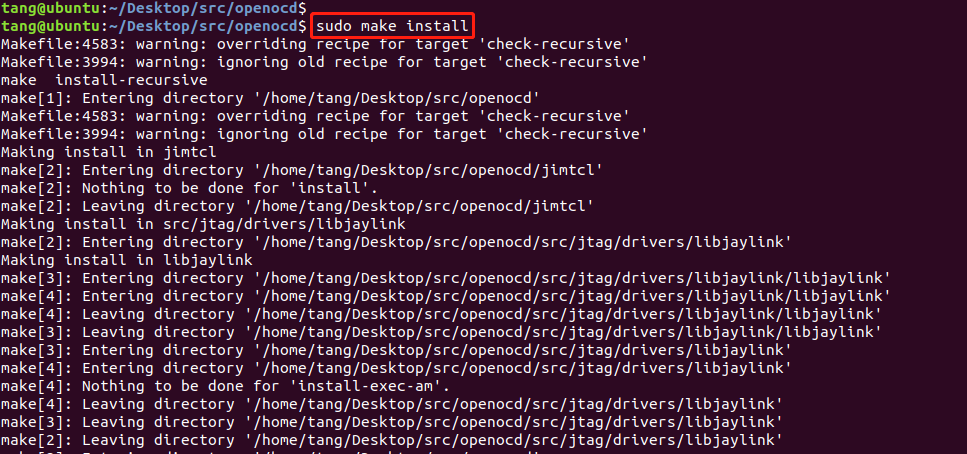 tang@ubuntu:~/Desktop/src/openocd$
tang@ubuntu:~/Desktop/src/openocd$ sudo make install
Makefile:4583: warning: overriding recipe for target 'check-recursive'
Makefile:3994: warning: ignoring old recipe for target 'check-recursive'
make  install-recursive
make[1]: Entering directory '/home/tang/Desktop/src/openocd'
Makefile:4583: warning: overriding recipe for target 'check-recursive'
Makefile:3994: warning: ignoring old recipe for target 'check-recursive'
Making install in jimtcl
make[2]: Entering directory '/home/tang/Desktop/src/openocd/jimtcl'
make[2]: Nothing to be done for 'install'.
make[2]: Leaving directory '/home/tang/Desktop/src/openocd/jimtcl'
Making install in src/jtag/drivers/libjaylink
make[2]: Entering directory '/home/tang/Desktop/src/openocd/src/jtag/drivers/libjaylink'
Making install in libjaylink
make[3]: Entering directory '/home/tang/Desktop/src/openocd/src/jtag/drivers/libjaylink/libjaylink'
make[4]: Entering directory '/home/tang/Desktop/src/openocd/src/jtag/drivers/libjaylink/libjaylink'
make[4]: Leaving directory '/home/tang/Desktop/src/openocd/src/jtag/drivers/libjaylink/libjaylink'
make[3]: Leaving directory '/home/tang/Desktop/src/openocd/src/jtag/drivers/libjaylink/libjaylink'
make[3]: Entering directory '/home/tang/Desktop/src/openocd/src/jtag/drivers/libjaylink'
make[4]: Entering directory '/home/tang/Desktop/src/openocd/src/jtag/drivers/libjaylink'
make[4]: Nothing to be done for 'install-exec-am'.
make[4]: Leaving directory '/home/tang/Desktop/src/openocd/src/jtag/drivers/libjaylink'
make[3]: Leaving directory '/home/tang/Desktop/src/openocd/src/jtag/drivers/libjaylink'
make[2]: Leaving directory '/home/tang/Desktop/src/openocd/src/jtag/drivers/libjaylink'